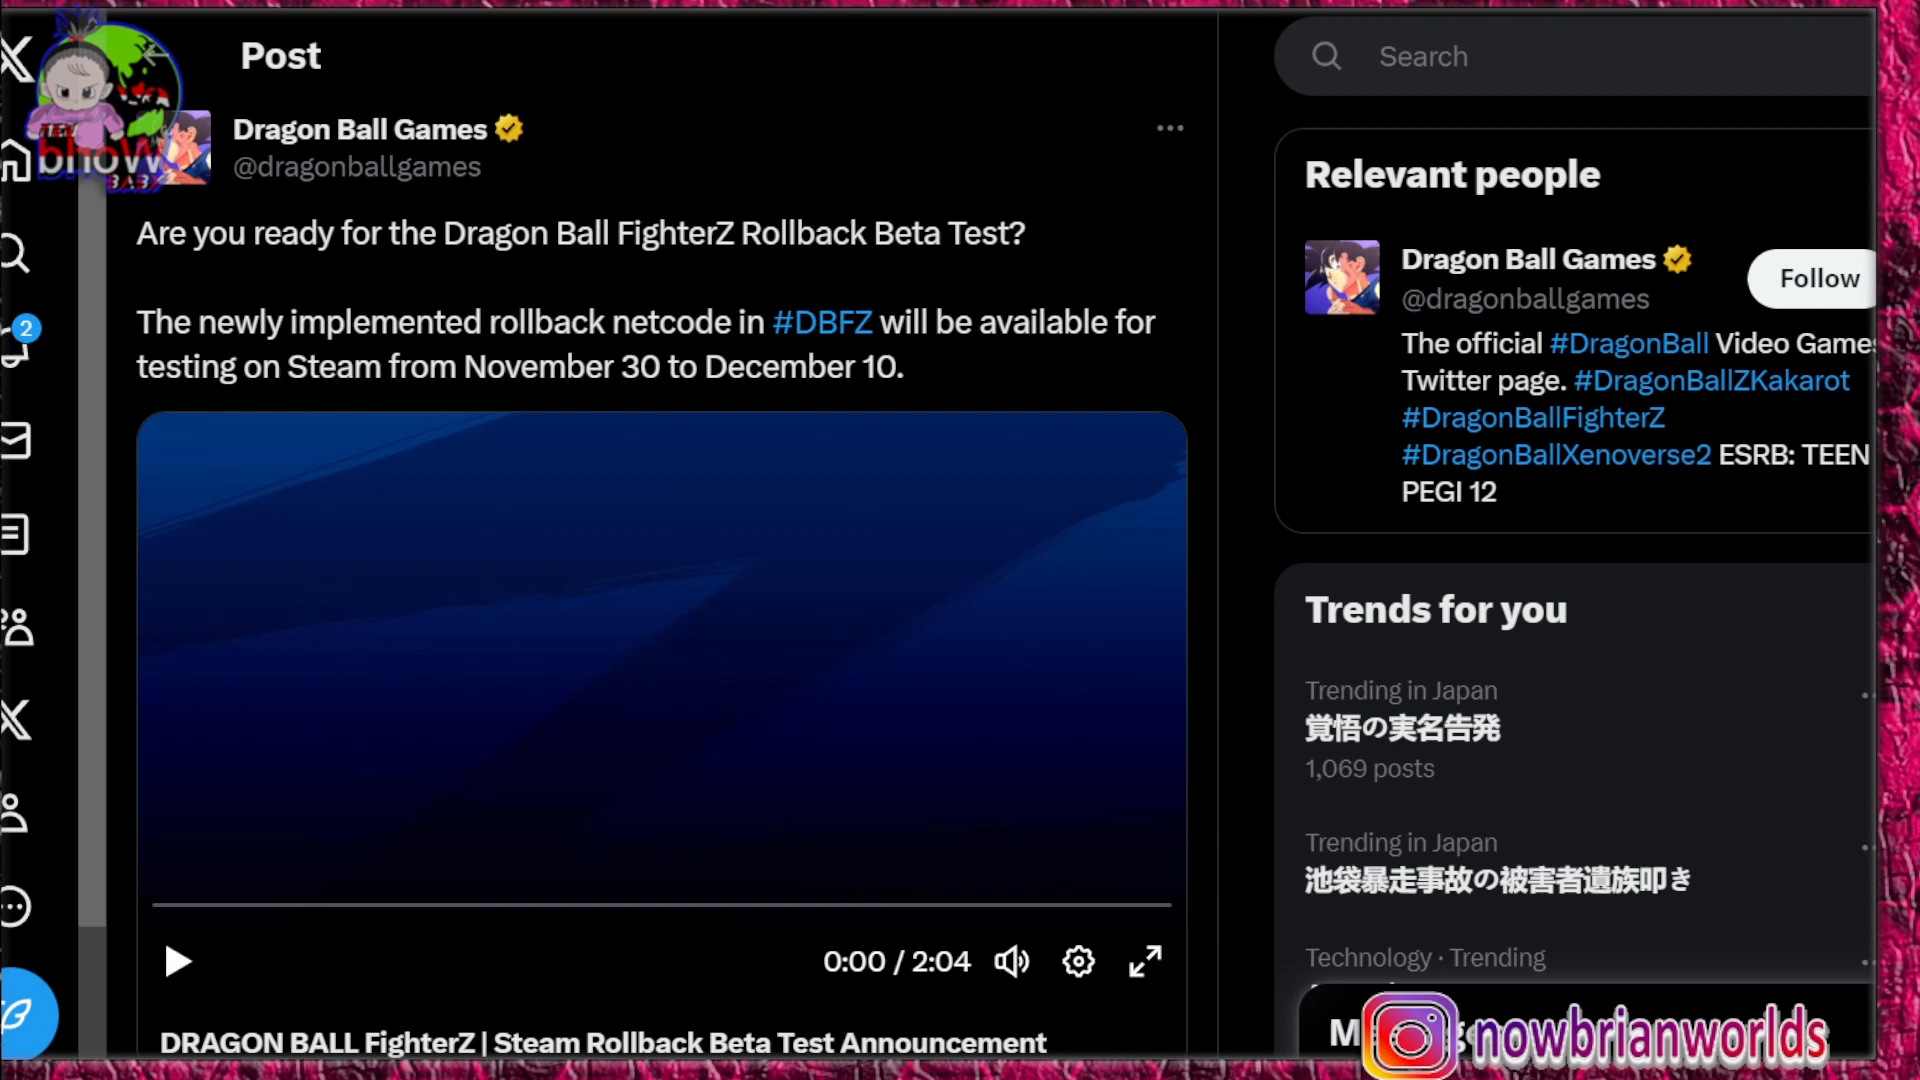 Post
Search
Dragon Ball Games
@dragonballgames
bhoW
BABY
Are you ready for the Dragon Ball FighterZ Rollback Beta Test?
The newly implemented rollback netcode in #DBFZ will be available for
testing on Steam from November 30 to December 10.
2
0:00 / 2:04
DRAGON BALL FighterZ | Steam Rollback Beta Test Announcement
Relevant people
Dragon Ball Games
@dragonballgames
Follow
The official #DragonBall Video Games
Twitter page. #DragonBallZKakarot
#DragonBallFighterZ
#DragonBallXenoverse2 ESRB: TEEN
PEGI 12
Trends for you
Trending in Japan
覚悟の実名告発
1,069 posts
Trending in Japan
池袋暴走事故の被害者遺族叩き
Technology · Trending
nowbrianworlds